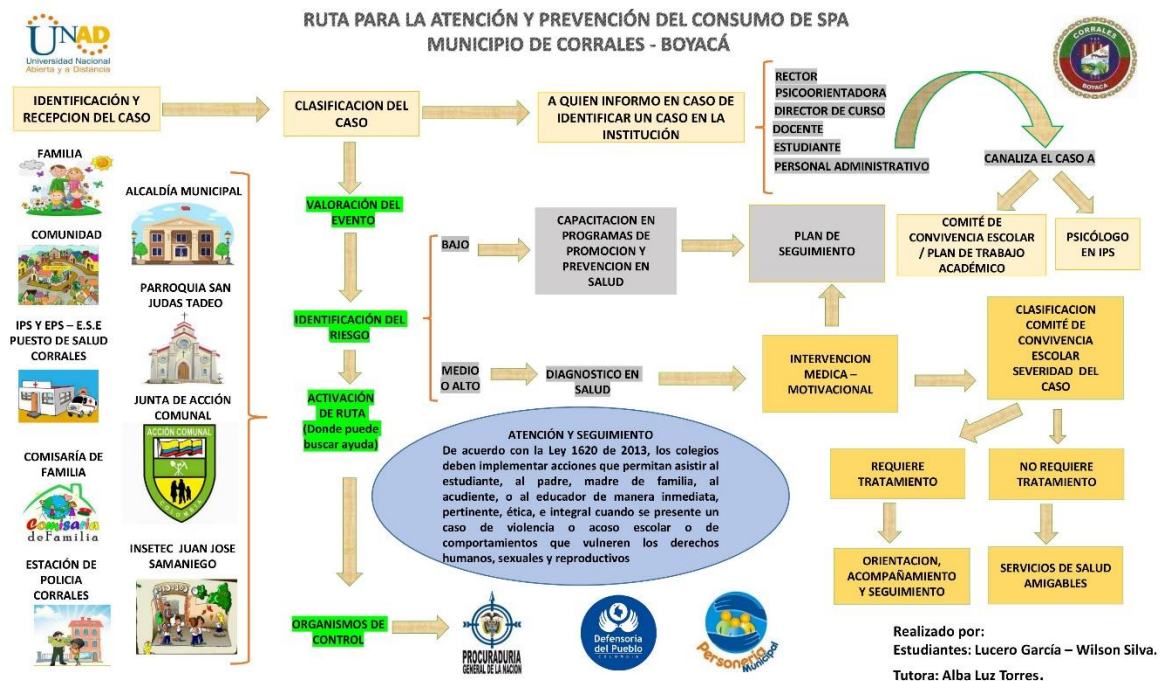 UNAD
Universidad Nacional
Abierta y a Distancia
RUTA PARA LA ATENCIÓN Y PREVENCIÓN DEL CONSUMO DE SPA
MUNICIPIO DE CORRALES - BOYACÁ
CORRALES
BOYACA
IDENTIFICACIÓN Y
RECEPCION DEL CASO
CLASIFICACION DEL
CASO
A QUIEN INFORMO EN CASO DE
IDENTIFICAR UN CASO EN LA
INSTITUCIÓN
RECTOR
PSICOORIENTADORA
DIRECTOR DE CURSO
DOCENTE
ESTUDIANTE
PERSONAL ADMINISTRATIVO
CANALIZA EL CASO A
COMITÉ DE
CONVIVENCIA ESCOLAR
/ PLAN DE TRABAJO
ACADÉMICO
PSICÓLOGO
EN IPS
FAMILIA
COMUNIDAD
IPS Y EPS – E.S.E
PUESTO DE SALUD
CORRALES
COMISARÍA DE
FAMILIA
Comisaria
de Familia
ESTACIÓN DE
POLICIA
CORRALES
ALCALDÍA MUNICIPAL
PARROQUIA SAN
JUDAS TADEO
JUNTA DE ACCIÓN
COMUNAL
ACCIÓN COMUNAL
COLOMBIA
INSETEC JUAN JOSE
SAMANIEGO
VALORACIÓN DEL
EVENTO
IDENTIFICACIÓN DEL
RIESGO
ACTIVACIÓN
DE RUTA
(Donde puede
buscar ayuda)
ORGANISMOS DE
CONTROL
BAJO
CAPACITACION EN
PROGRAMAS DE
PROMOCION Y
PREVENCION EN
SALUD
PLAN DE
SEGUIMIENTO
MEDIO
O ALTO
DIAGNOSTICO EN
SALUD
INTERVENCION
MEDICA –
MOTIVACIONAL
CLASIFICACION
COMITÉ DE
CONVIVENCIA
ESCOLAR
SEVERIDAD DEL
CASO
REQUIERE
TRATAMIENTO
NO REQUIERE
TRATAMIENTO
ORIENTACION,
ACOMPAÑAMIENTO
Y SEGUIMIENTO
SERVICIOS DE SALUD
AMIGABLES
ATENCIÓN Y SEGUIMIENTO
De acuerdo con la Ley 1620 de 2013, los colegios
deben implementar acciones que permitan asistir al
estudiante, al padre, madre de familia, al
acudiente, o al educador de manera inmediata,
pertinente, ética, e integral cuando se presente un
caso de violencia o acoso escolar o de
comportamientos que vulneren los derechos
humanos, sexuales y reproductivos
PROCURADURIA
GENERAL DE LA NACIÓN
Defensoría
del Pueblo
COLOMBIA
Personería
Municipal
Realizado por:
Estudiantes: Lucero García – Wilson Silva.
Tutora: Alba Luz Torres.